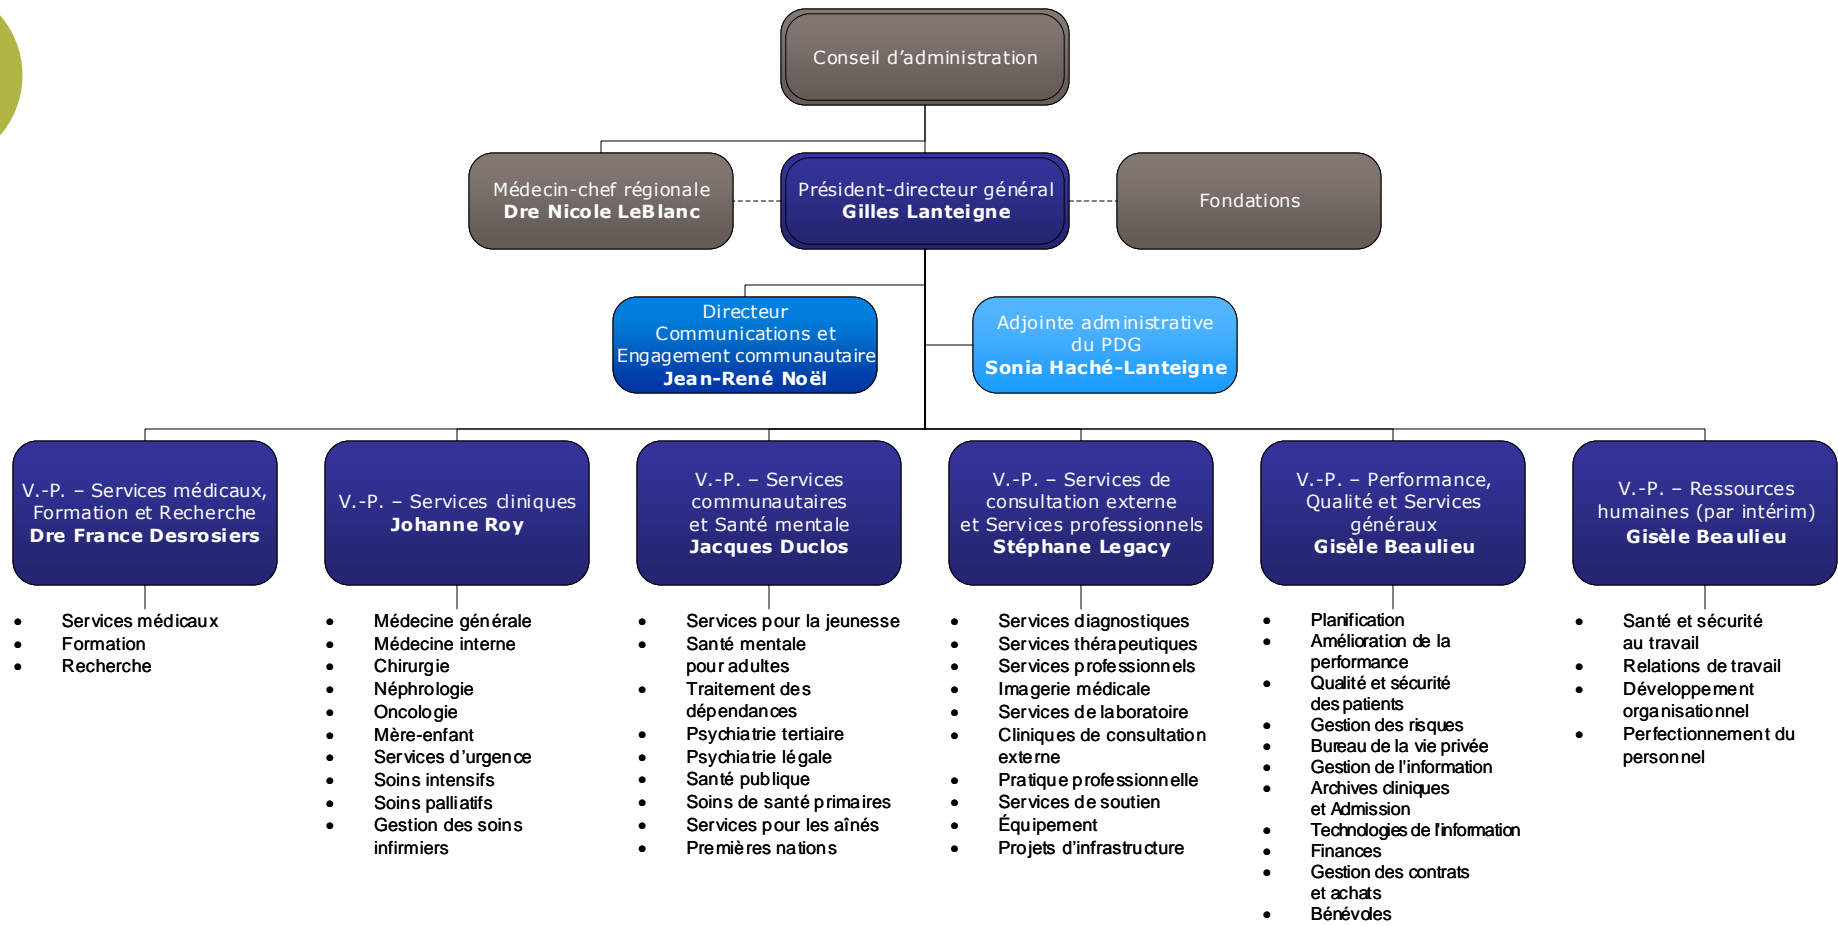 Conseil d’administration
Médecin-chef régionale
Dre Nicole LeBlanc
Président-directeur général
Gilles Lanteigne
Fondations
Directeur
Communications et
Engagement communautaire
Jean-René Noël
Adjointe administrative
du PDG
Sonia Haché-Lanteigne
V.-P. – Services médicaux,
Formation et Recherche
Dre France Desrosiers
V.-P. – Services cliniques
Johanne Roy
V.-P. – Services
communautaires
et Santé mentale
Jacques Duclos
V.-P. – Services de
consultation externe
et Services professionnels
Stéphane Legacy
V.-P. – Performance,
Qualité et Services
généraux
Gisèle Beaulieu
V.-P. – Ressources
humaines (par intérim)
Gisèle Beaulieu
• Services médicaux
• Formation
• Recherche
• Médecine générale
• Médecine interne
• Chirurgie
• Néphrologie
• Oncologie
• Mère-enfant
• Services d’urgence
• Soins intensifs
• Soins palliatifs
• Gestion des soins
infirmiers
• Services pour la jeunesse
• Santé mentale
pour adultes
• Traitement des
dépendances
• Psychiatrie tertiaire
• Psychiatrie légale
• Santé publique
• Soins de santé primaires
• Services pour les aînés
• Premières nations
• Services diagnostiques
• Services thérapeutiques
• Services professionnels
• Imagerie médicale
• Services de laboratoire
• Cliniques de consultation
externe
• Pratique professionnelle
• Services de soutien
• Équipement
• Projets d’infrastructure
• Planification
• Amélioration de la
performance
• Qualité et sécurité
des patients
• Gestion des risques
• Bureau de la vie privée
• Gestion de l'information
• Archives cliniques
et Admission
• Technologies de l'information
• Finances
• Gestion des contrats
et achats
• Bénévoles
• Santé et sécurité
au travail
• Relations de travail
• Développement
organisationnel
• Perfectionnement du
personnel